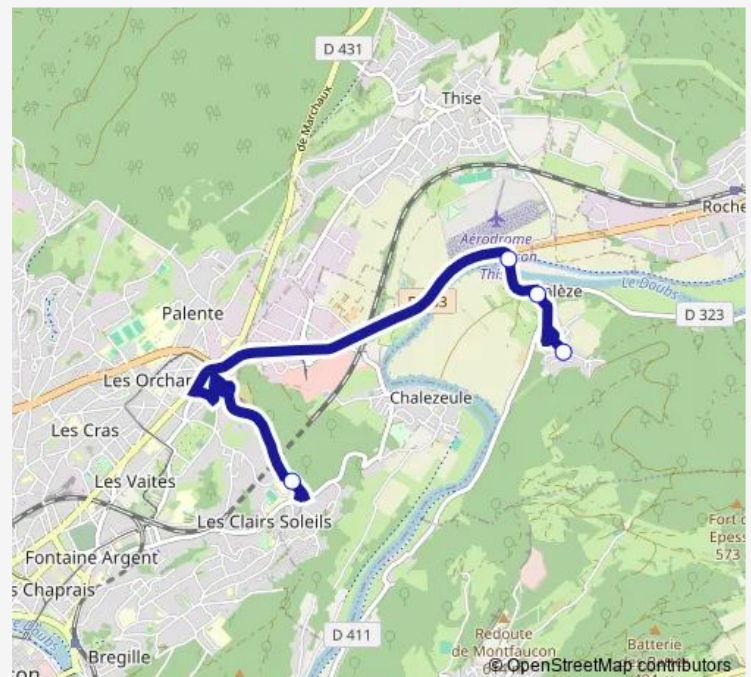 D 431
Thise
de Marchaux
Roche
Aérodrome
Le Doubs
Palente
D 323
Les Orchar
Chalezeule
Les Cras
Les Vaites
Les Clairs Soleils
Fontaine Argent
s Chaprais
Fort d
Epess
573
D 411
Redoute
de Montfaucon
Batterie
Bregille
© OpenStreetMap contributors